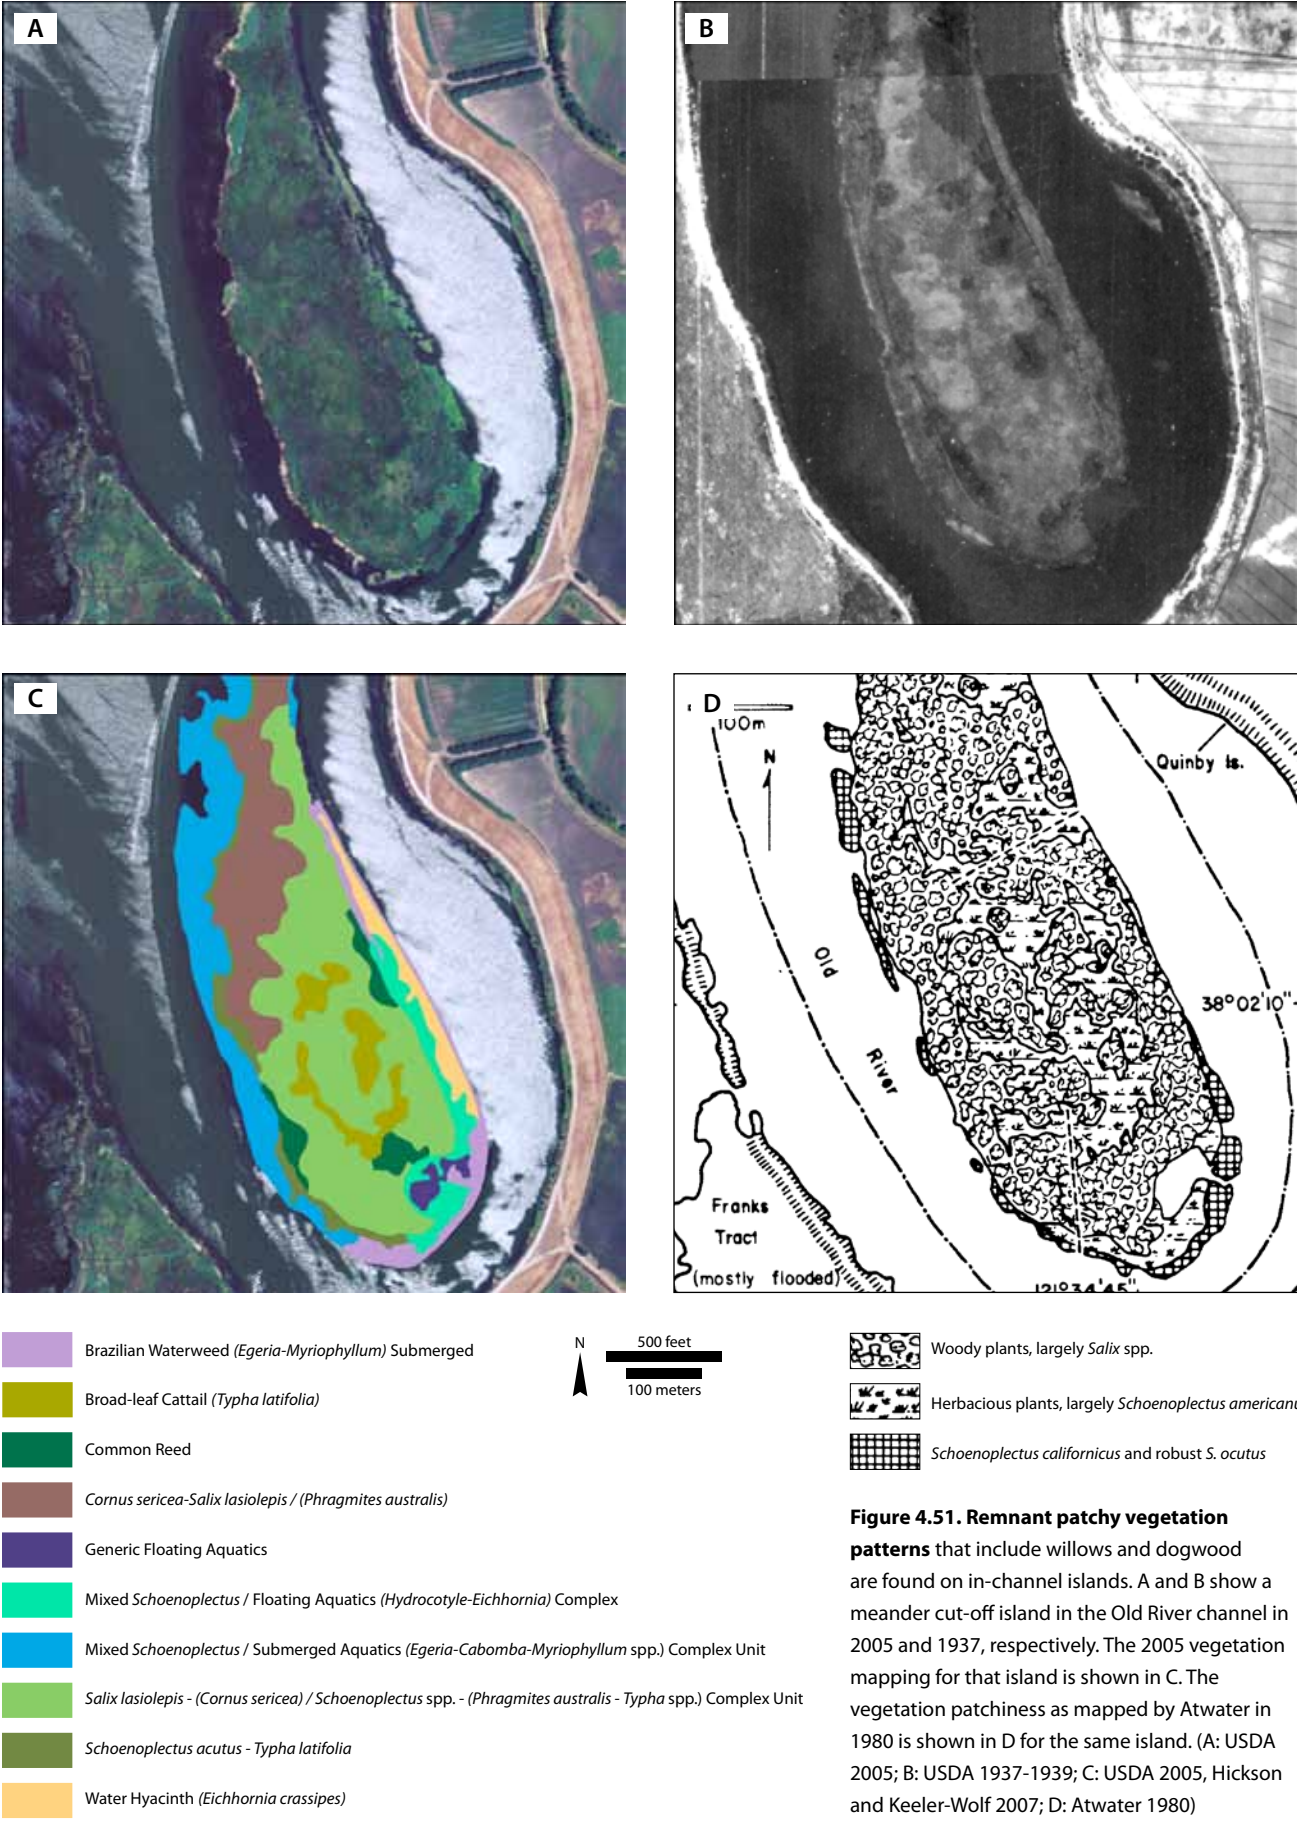 A
B
C
D
100m
N
Quinby Is.
Old
River
38°02'10"
Franks
Tract
(mostly flooded)
121°34'45"
Brazilian Waterweed (Egeria-Myriophyllum) Submerged
Broad-leaf Cattail (Typha latifolia)
Common Reed
Cornus sericea-Salix lasiolepis / (Phragmites australis)
Generic Floating Aquatics
Mixed Schoenoplectus / Floating Aquatics (Hydrocotyle-Eichhornia) Complex
Mixed Schoenoplectus / Submerged Aquatics (Egeria-Cabomba-Myriophyllum spp.) Complex Unit
Salix lasiolepis - (Cornus sericea) / Schoenoplectus spp. - (Phragmites australis - Typha spp.) Complex Unit
Schoenoplectus acutus - Typha latifolia
Water Hyacinth (Eichhornia crassipes)
N
500 feet
100 meters
Woody plants, largely Salix spp.
Herbacious plants, largely Schoenoplectus americanu
Schoenoplectus californicus and robust S. ocutus
Figure 4.51. Remnant patchy vegetation
patterns that include willows and dogwood
are found on in-channel islands. A and B show a
meander cut-off island in the Old River channel in
2005 and 1937, respectively. The 2005 vegetation
mapping for that island is shown in C. The
vegetation patchiness as mapped by Atwater in
1980 is shown in D for the same island. (A: USDA
2005; B: USDA 1937-1939; C: USDA 2005, Hickson
and Keeler-Wolf 2007; D: Atwater 1980)